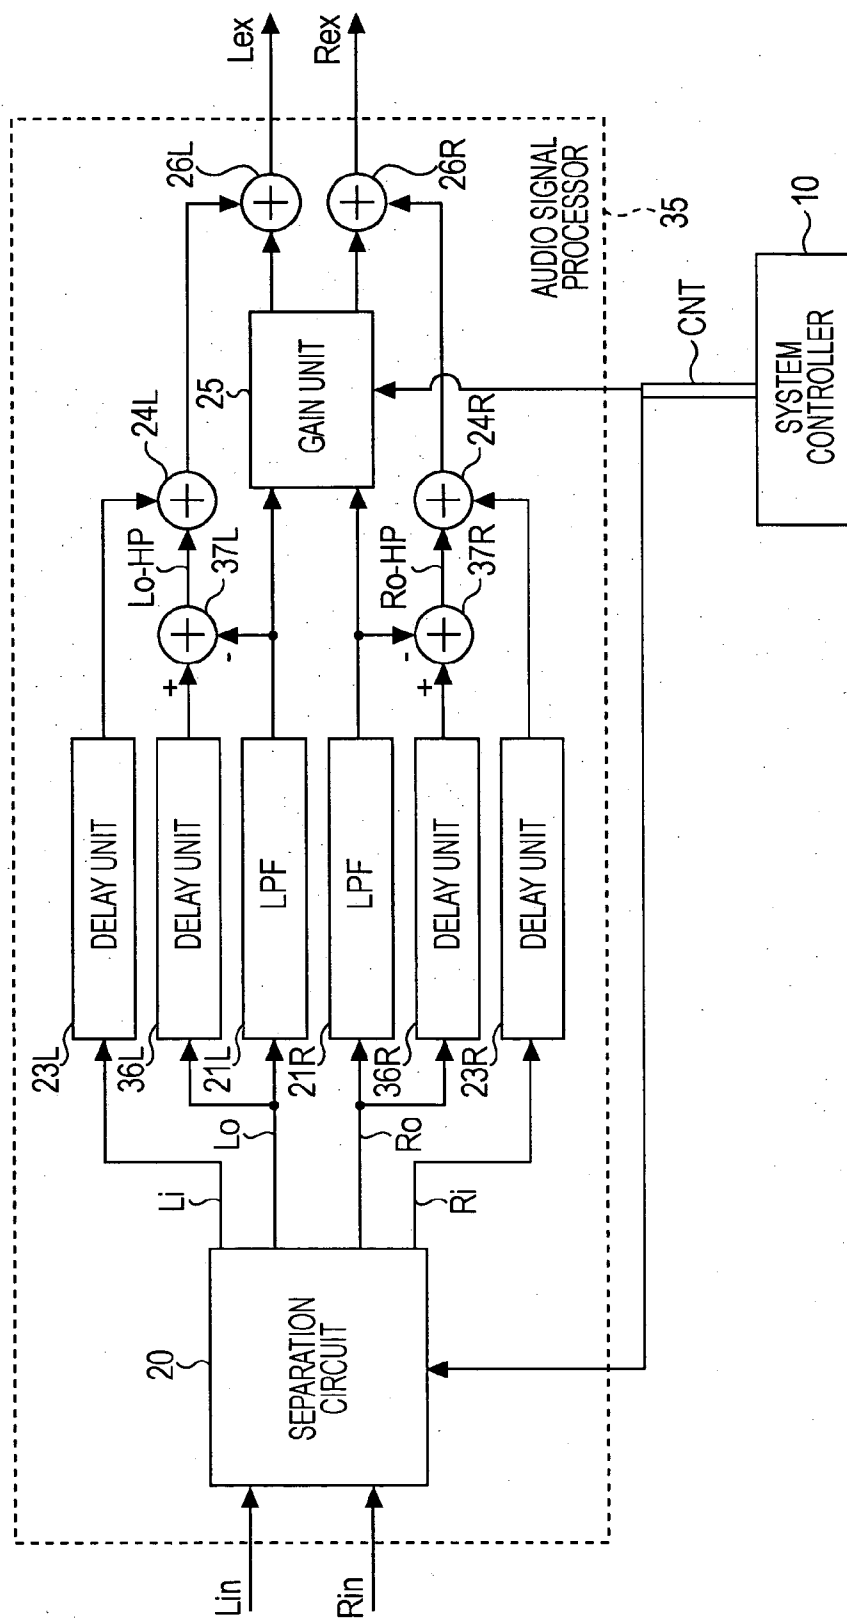 Lin
Rin
20
SEPARATION
CIRCUIT
Li
Lo
Ro
Ri
23L
DELAY UNIT
36L
DELAY UNIT
21L
LPF
21R
LPF
36R
DELAY UNIT
23R
DELAY UNIT
+
-
37L
Lo-HP
24L
-
+
37R
Ro-HP
24R
25
GAIN UNIT
26L
26R
Lex
Rex
AUDIO SIGNAL
PROCESSOR
35
CNT
10
SYSTEM
CONTROLLER